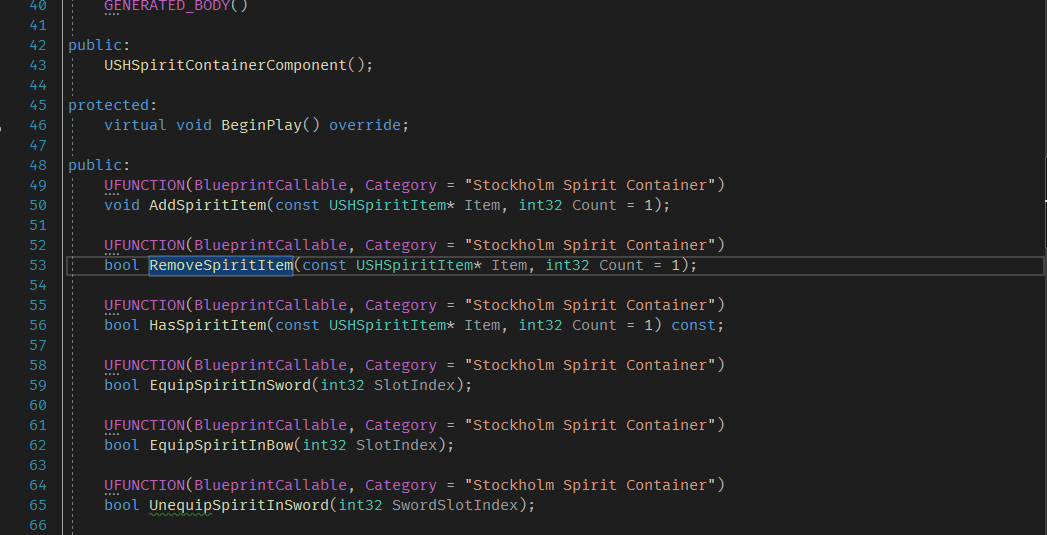 40 GENERATED_BODY()
41
42 public:
43 USHSpiritContainerComponent();
44
45 protected:
46 virtual void BeginPlay() override;
47
48 public:
49 UFUNCTION(BlueprintCallable, Category = "Stockholm Spirit Container")
50 void AddSpiritItem(const USHSpiritItem* Item, int32 Count = 1);
51
52 UFUNCTION(BlueprintCallable, Category = "Stockholm Spirit Container")
53 bool RemoveSpiritItem(const USHSpiritItem* Item, int32 Count = 1);
54
55 UFUNCTION(BlueprintCallable, Category = "Stockholm Spirit Container")
56 bool HasSpiritItem(const USHSpiritItem* Item, int32 Count = 1) const;
57
58 UFUNCTION(BlueprintCallable, Category = "Stockholm Spirit Container")
59 bool EquipSpiritInSword(int32 SlotIndex);
60
61 UFUNCTION(BlueprintCallable, Category = "Stockholm Spirit Container")
62 bool EquipSpiritInBow(int32 SlotIndex);
63
64 UFUNCTION(BlueprintCallable, Category = "Stockholm Spirit Container")
65 bool UnequipSpiritInSword(int32 SwordSlotIndex);
66